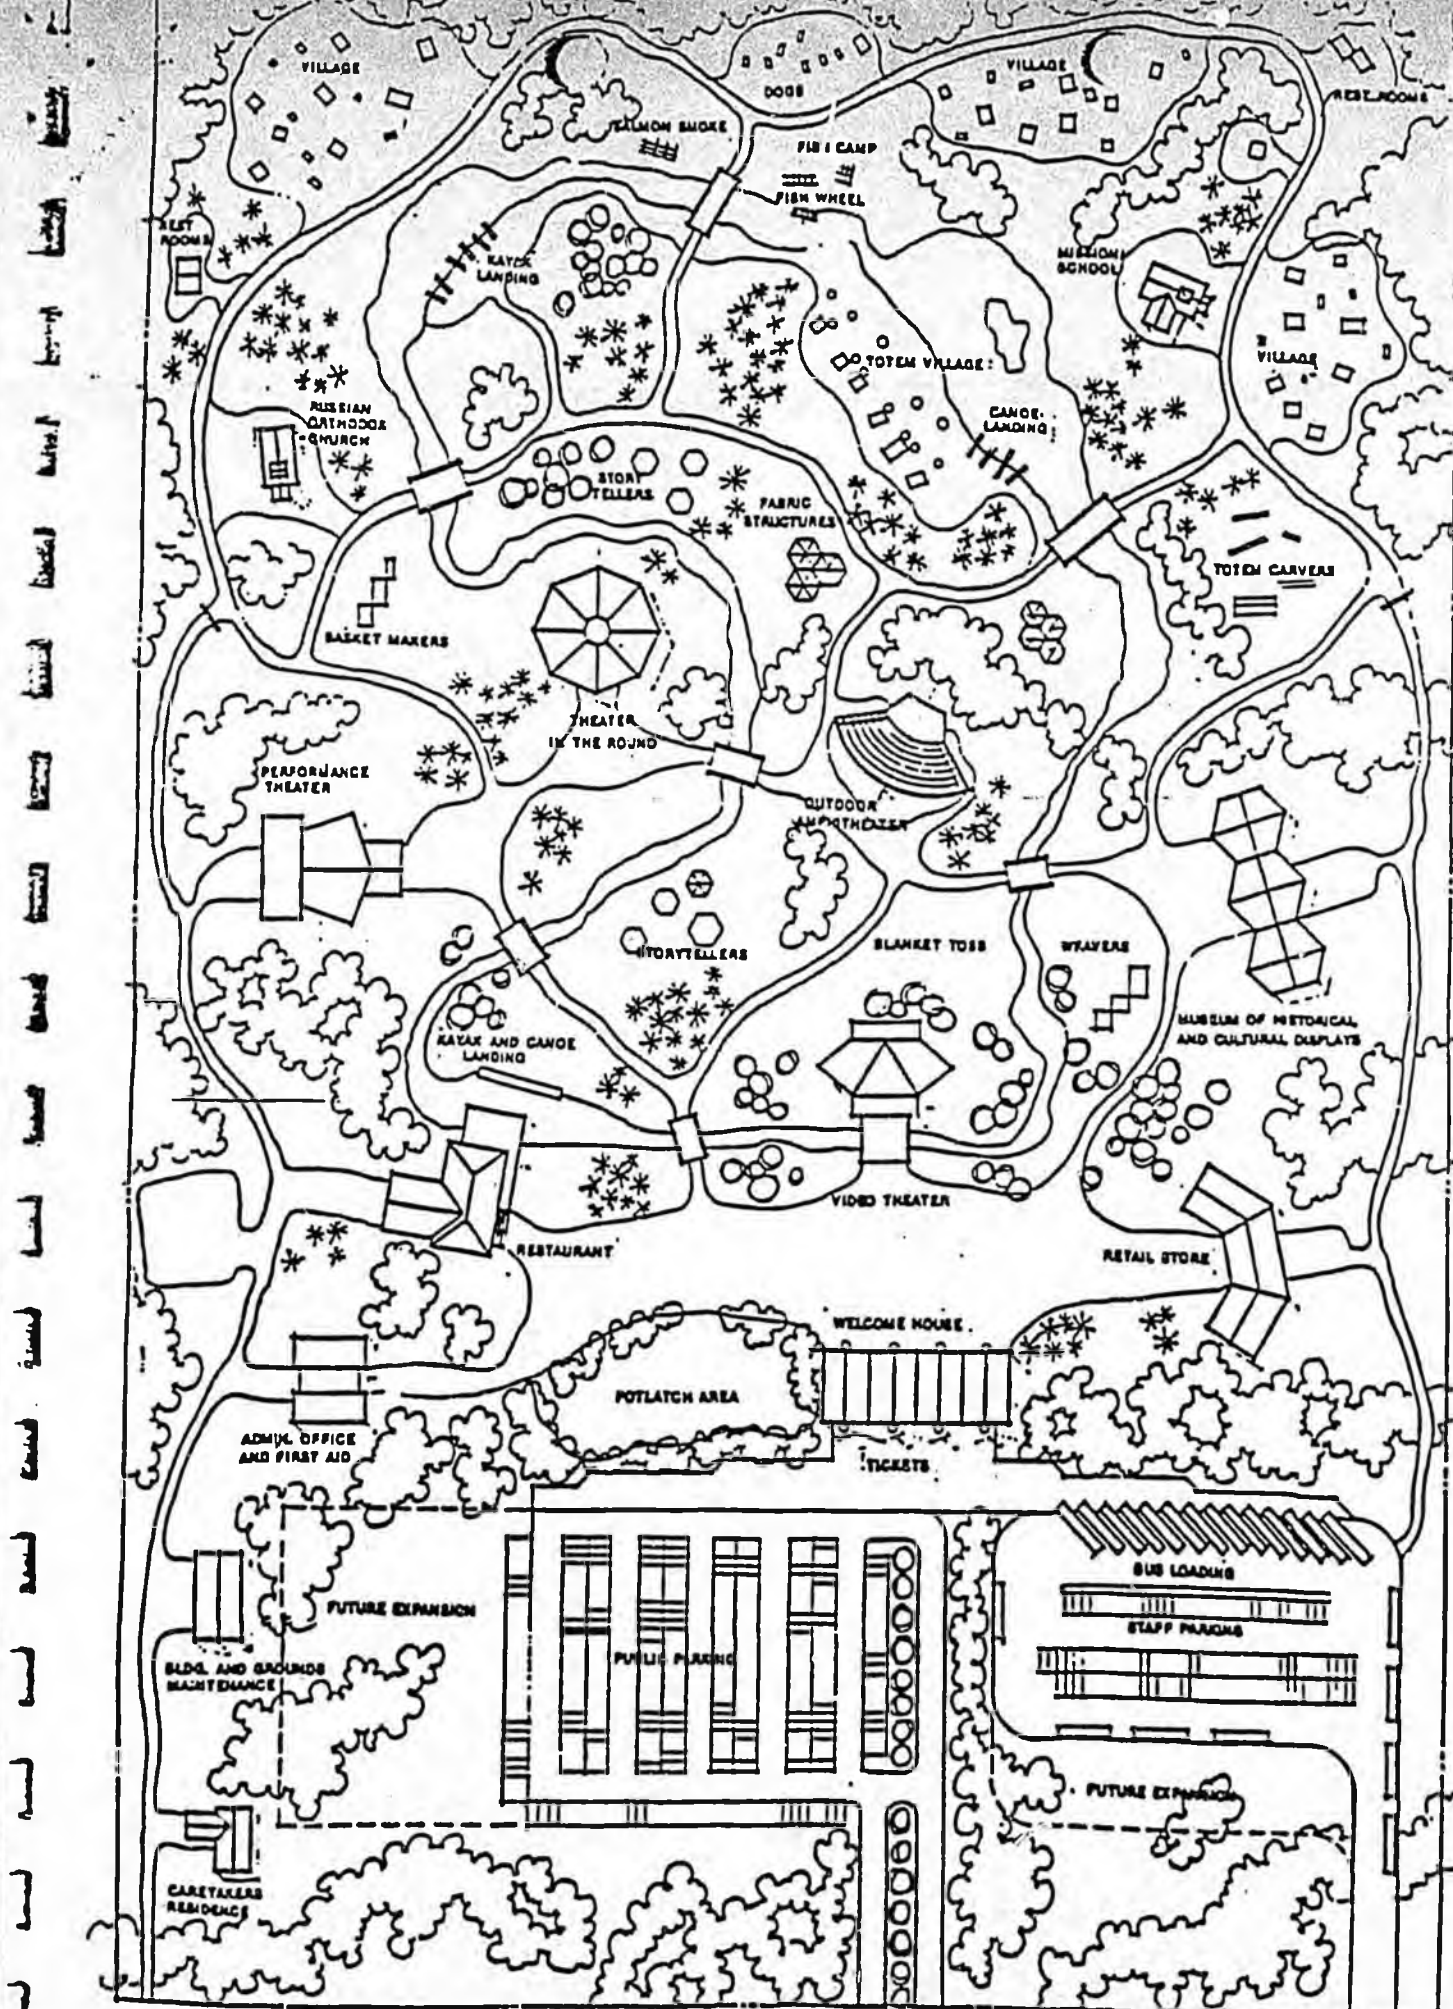 VILLAGE
DOGS
VILLAGE
REST ROOMS
SALMON SMOKE
FISH CAMP
FISH WHEEL
REST
ROOMS
KAYAK
LANDING
MISSION
SCHOOL
TOTEM VILLAGE
VILLAGE
RUSSIAN
ORTHODOX
CHURCH
CANOE
LANDING
STORY
TELLERS
FABRIC
STRUCTURES
TOTEM CARVERS
BASKET MAKERS
THEATER
IN THE ROUND
PERFORMANCE
THEATER
OUTDOOR
AMPHITHEATER
STORYTELLERS
BLANKET TOSS
WEAVERS
MUSEUM OF HISTORICAL
AND CULTURAL DISPLAYS
KAYAK AND CANOE
LANDING
VIDEO THEATER
RESTAURANT
RETAIL STORE
WELCOME HOUSE
POTLATCH AREA
ADMIN. OFFICE
AND FIRST AID
TICKETS
BUS LOADING
FUTURE EXPANSION
STAFF PARKING
PUBLIC PARKING
BLDG. AND GROUNDS
MAINTENANCE
FUTURE EXPANSION
CARETAKERS
RESIDENCE